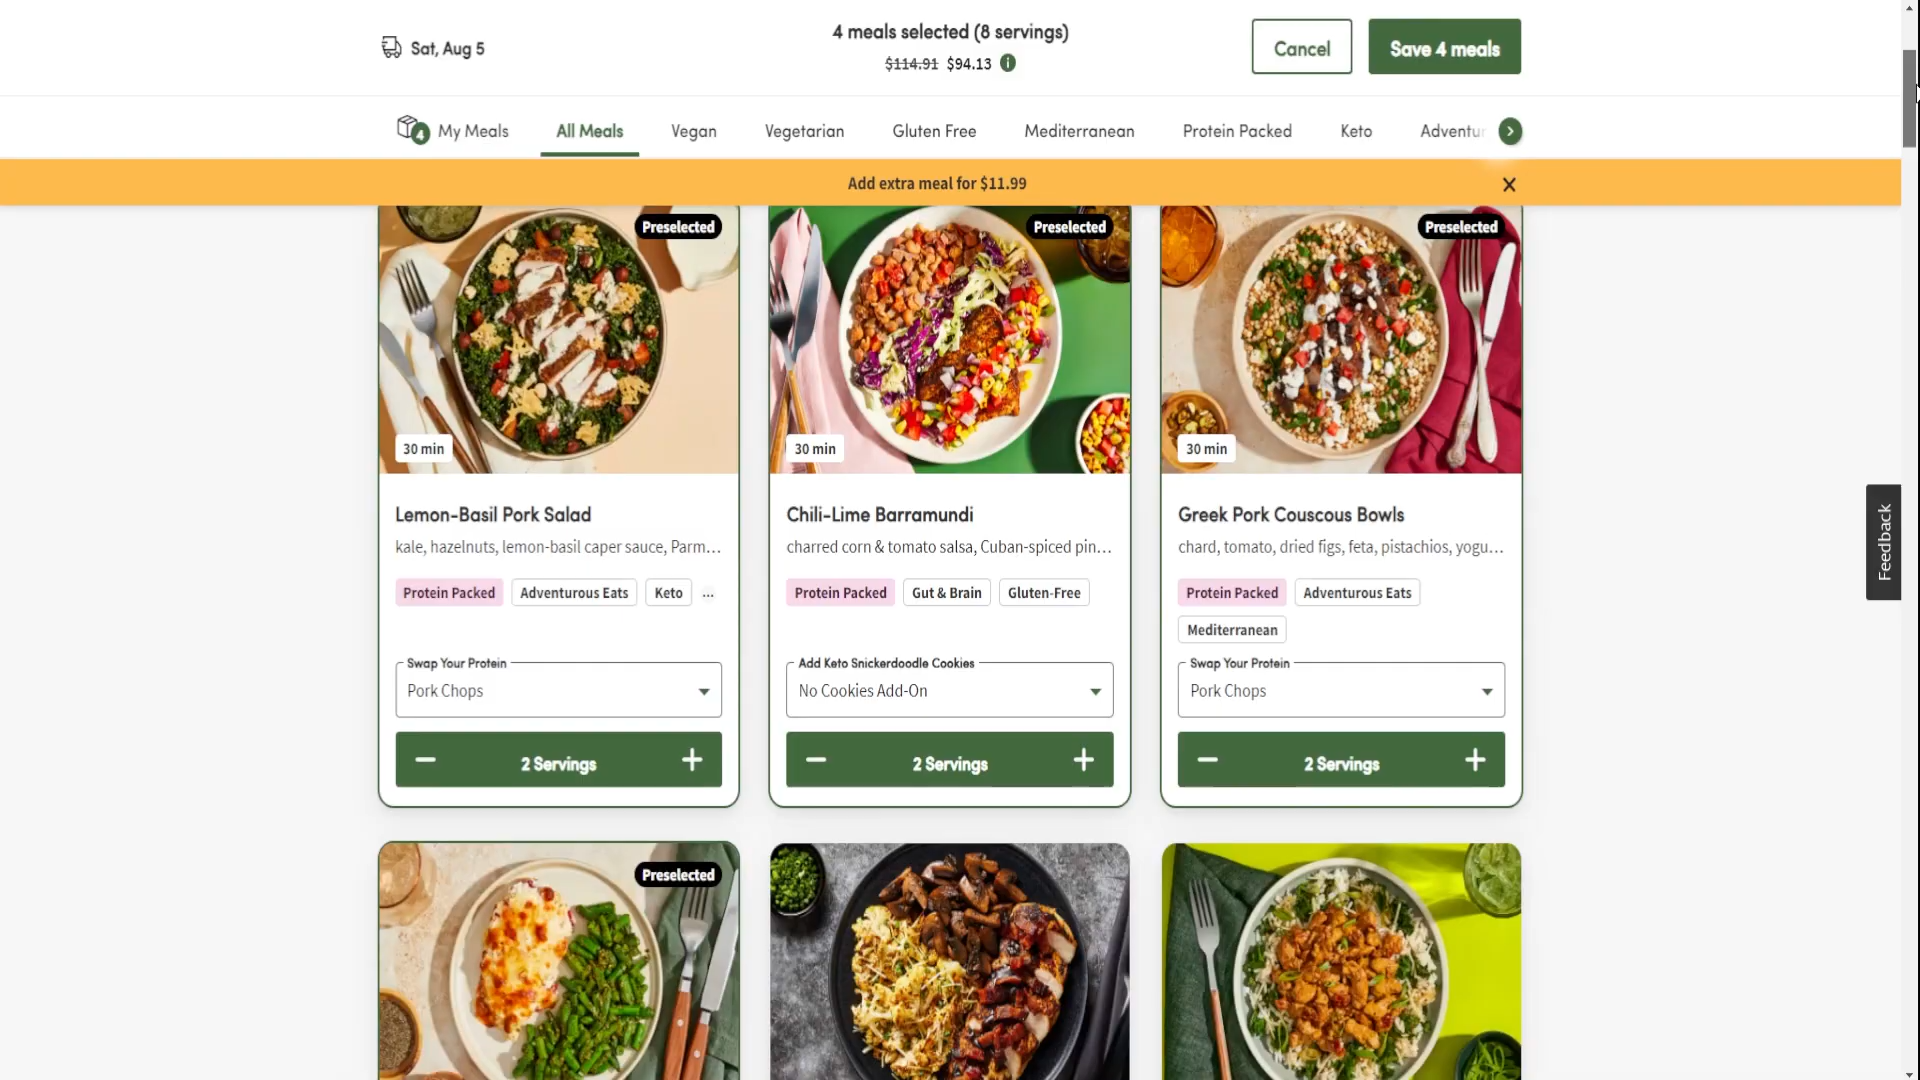 Sat, Aug 5
4 meals selected (8 servings)
$114.91 $94.13 i
Cancel
Save 4 meals
4 My Meals
All Meals
Vegan
Vegetarian
Gluten Free
Mediterranean
Protein Packed
Keto
Adventur
Add extra meal for $11.99
Preselected
Preselected
Preselected
30 min
30 min
30 min
Lemon-Basil Pork Salad
kale, hazelnuts, lemon-basil caper sauce, Parm...
Protein Packed
Adventurous Eats
Keto
...
Swap Your Protein
Pork Chops
2 Servings
Chili-Lime Barramundi
charred corn & tomato salsa, Cuban-spiced pin...
Protein Packed
Gut & Brain
Gluten-Free
Add Keto Snickerdoodle Cookies
No Cookies Add-On
2 Servings
Greek Pork Couscous Bowls
chard, tomato, dried figs, feta, pistachios, yogu...
Protein Packed
Adventurous Eats
Mediterranean
Swap Your Protein
Pork Chops
2 Servings
Preselected
Feedback